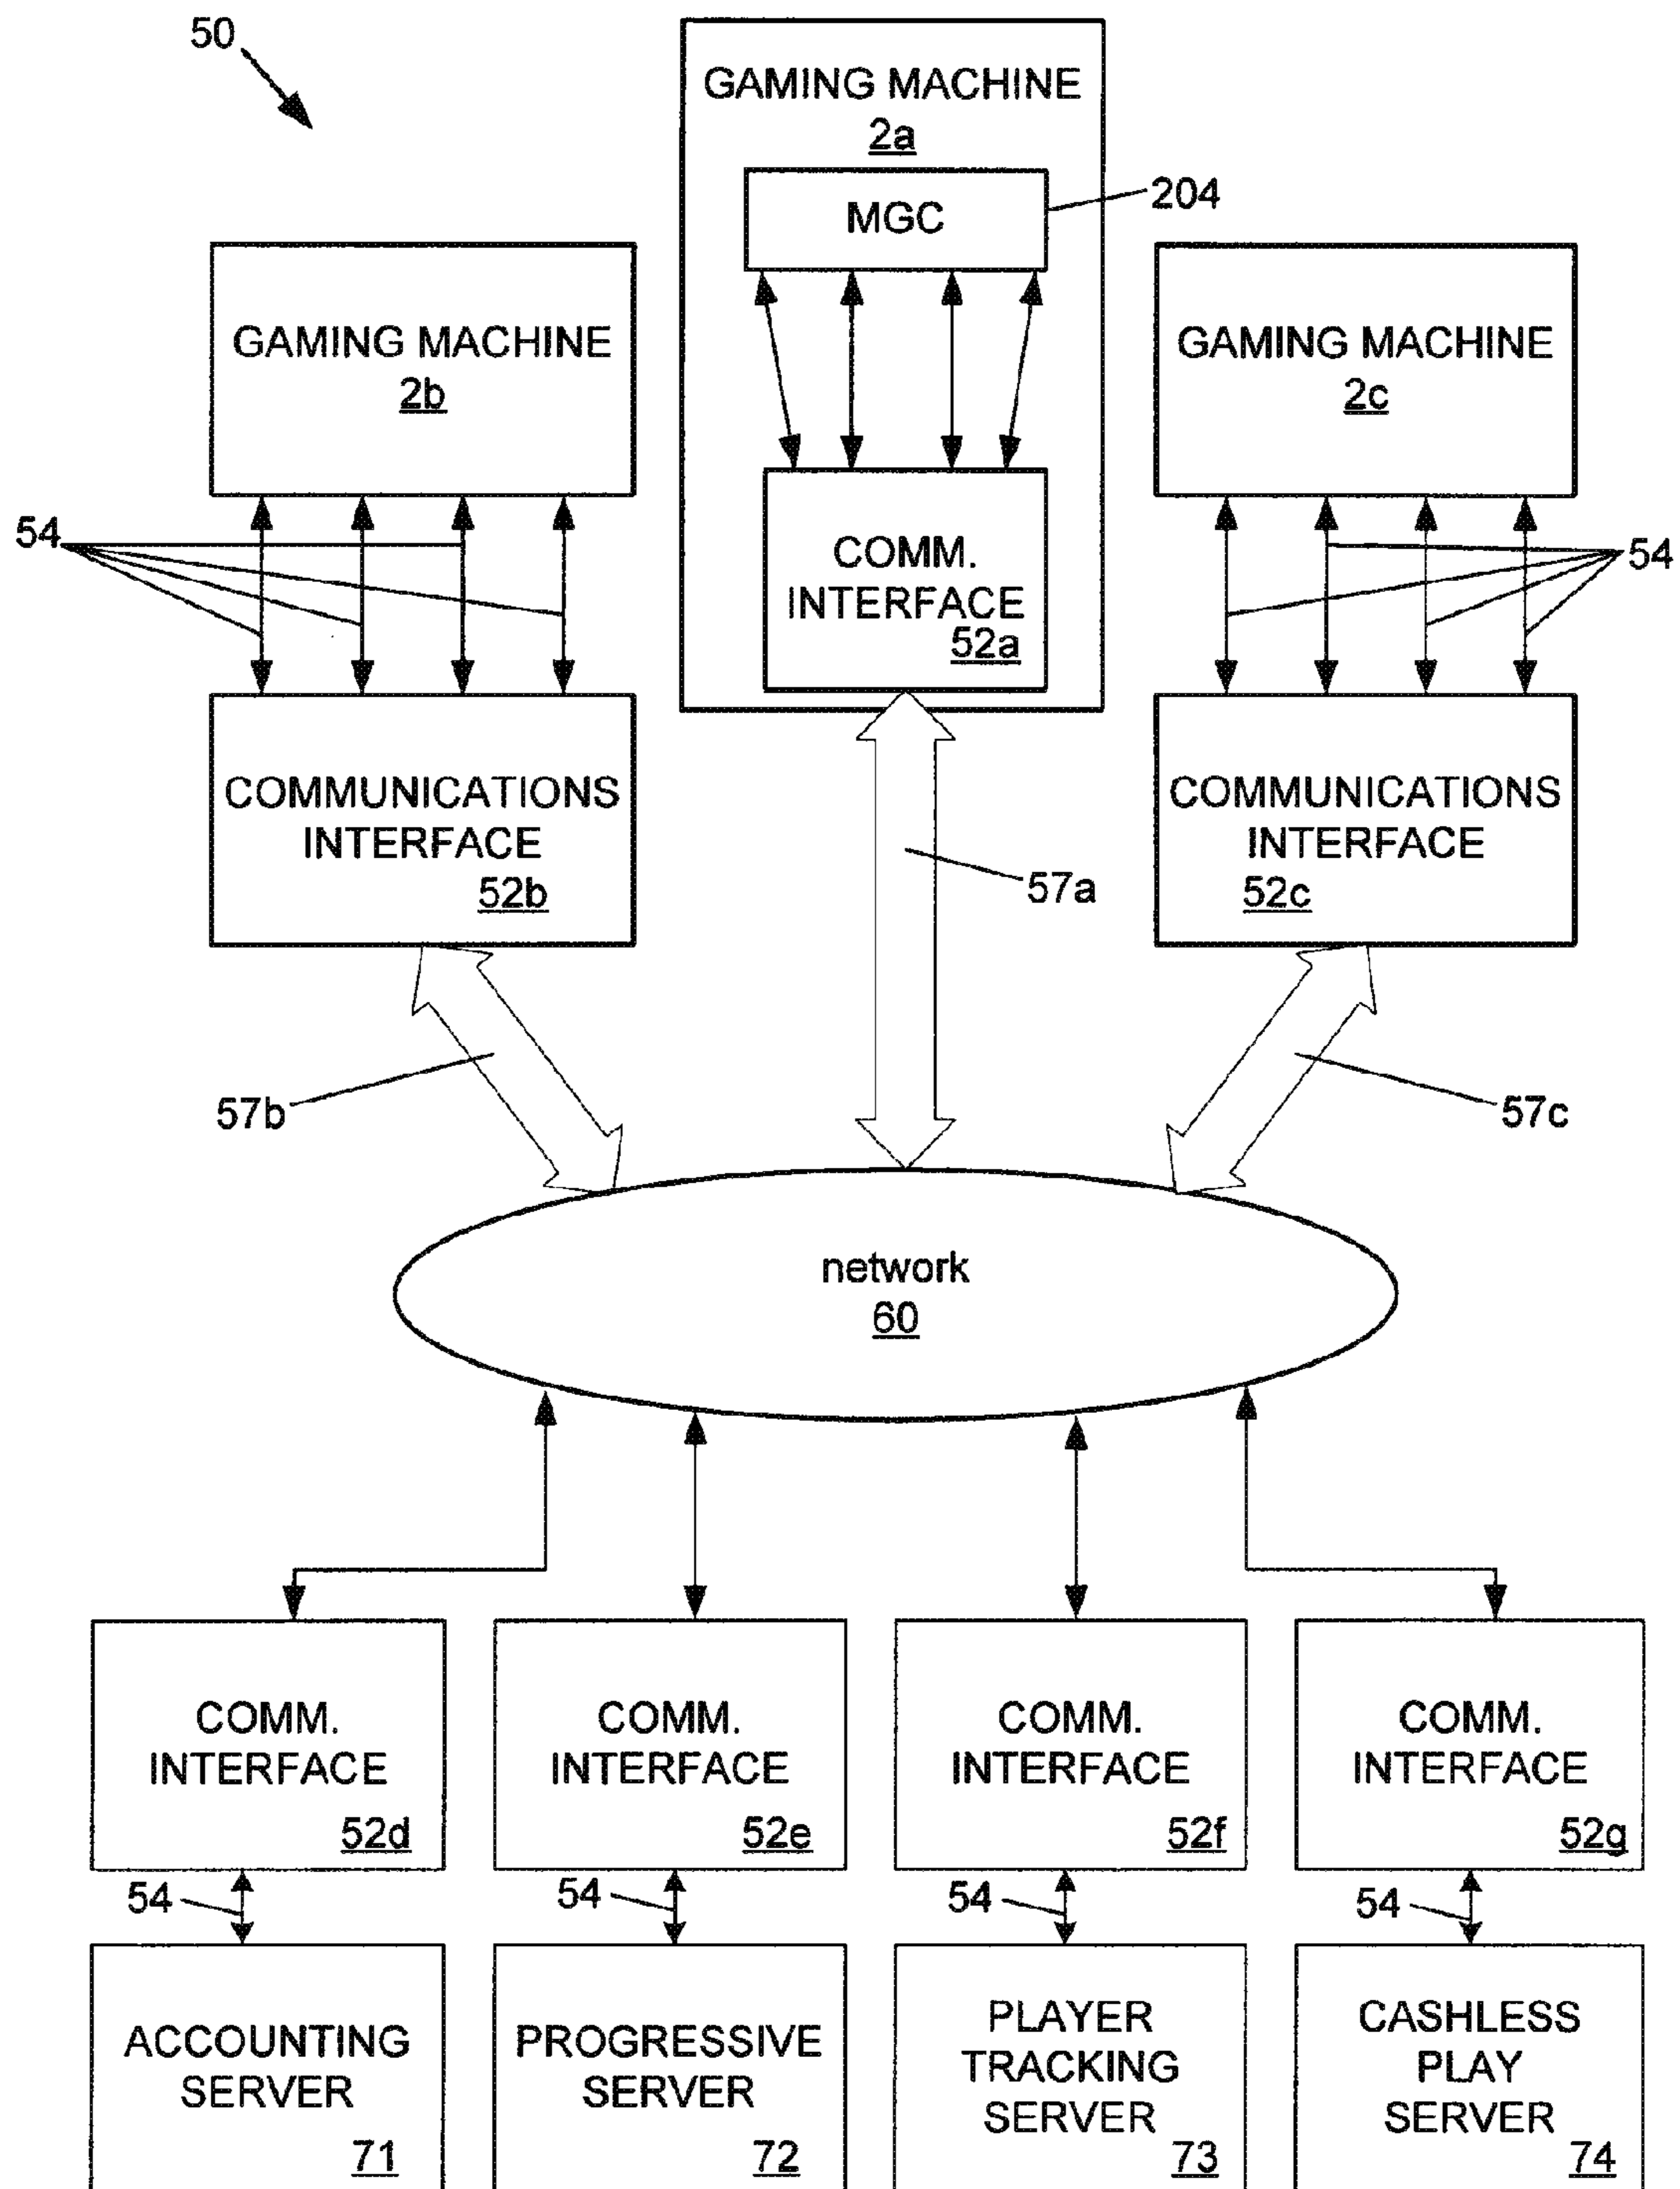 50
GAMING MACHINE
2a
MGC
204
GAMING MACHINE
2b
GAMING MACHINE
2c
54
COMM.
INTERFACE
52a
54
COMMUNICATIONS
INTERFACE
52b
57a
COMMUNICATIONS
INTERFACE
52c
57b
57c
network
60
COMM.
INTERFACE
52d
COMM.
INTERFACE
52e
COMM.
INTERFACE
52f
COMM.
INTERFACE
52g
54
54
54
54
ACCOUNTING
SERVER
71
PROGRESSIVE
SERVER
72
PLAYER
TRACKING
SERVER
73
CASHLESS
PLAY
SERVER
74